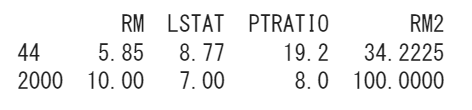 RM LSTAT PTRATIO RM2
44 5.85 8.77 19.2 34.2225
2000 10.00 7.00 8.0 100.0000